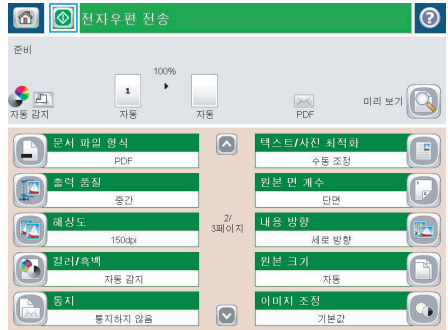 전자우편 전송
준비
100%
1
자동 감지
자동
자동
PDF
미리 보기
문서 파일 형식
PDF
텍스트/사진 최적화
수동 조정
출력 품질
중간
원본 면 개수
단면
해상도
150dpi
2/
3페이지
내용 방향
세로 방향
컬러/흑백
자동 감지
원본 크기
자동
통지
통지하지 않음
이미지 조정
기본값